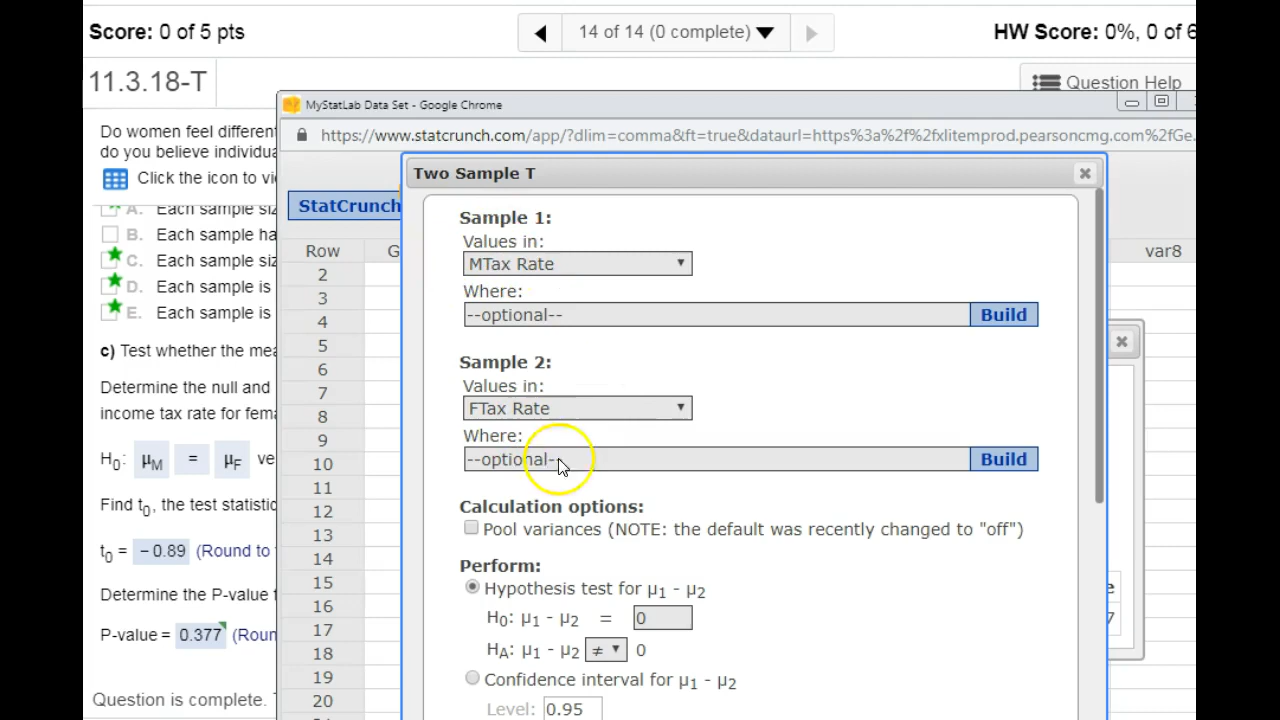 Score: 0 of 5 pts
14 of 14 (0 complete)
HW Score: 0%, 0 of 6
11.3.18-T
Question Help
MyStatLab Data Set - Google Chrome
https://www.statcrunch.com/app/?dlim=comma&ft=true&dataurl=https%3a%2f%2fxlitemprod.pearsoncmg.com%2fGe.
Do women feel different
do you believe individua
Click the icon to vi
A. Each sample siz
B. Each sample ha
C. Each sample siz
D. Each sample is
E. Each sample is
c) Test whether the mea
Determine the null and
income tax rate for fema
H0: μM = μF ve
Find t0, the test statistic
t0 = -0.89 (Round to
Determine the P-value f
P-value = 0.377 (Roun
Question is complete.
StatCrunch
Row
G
var8
2
3
4
5
6
7
8
9
10
11
12
13
14
15
16
17
18
19
20
Two Sample T
Sample 1:
Values in:
MTax Rate
Where:
--optional--
Build
Sample 2:
Values in:
FTax Rate
Where:
--optional--
Build
Calculation options:
Pool variances (NOTE: the default was recently changed to "off")
Perform:
Hypothesis test for μ1 - μ2
H0: μ1 - μ2 = 0
HA: μ1 - μ2 ≠ 0
Confidence interval for μ1 - μ2
Level: 0.95
e
7